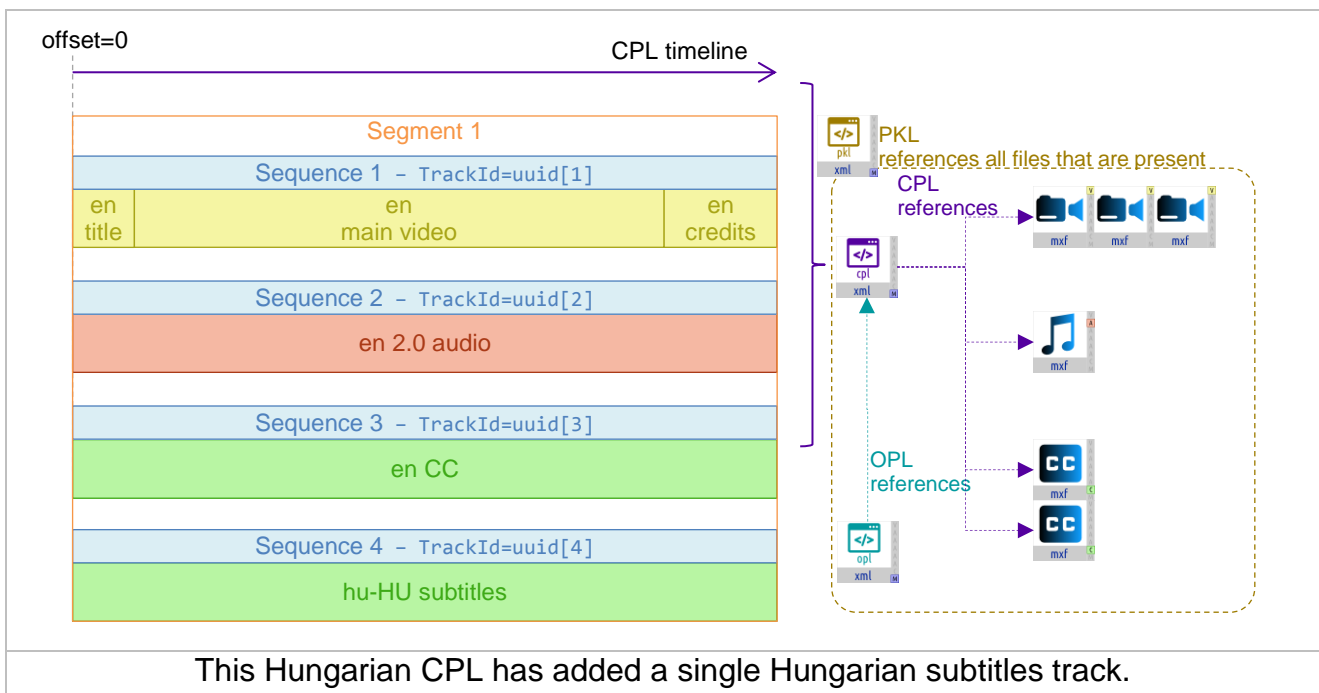 offset=0
CPL timeline
Segment 1
Sequence 1 – TrackId=uuid[1]
en
title
en
main video
en
credits
Sequence 2 – TrackId=uuid[2]
en 2.0 audio
Sequence 3 – TrackId=uuid[3]
en CC
Sequence 4 – TrackId=uuid[4]
hu-HU subtitles
</>
pkl
xml
M
PKL
references all files that are present
CPL
references
</>
cpl
xml
M
OPL
references
</>
opl
xml
M
V
mxf
V
mxf
V
mxf
A
mxf
CC
mxf
C
CC
mxf
C
This Hungarian CPL has added a single Hungarian subtitles track.